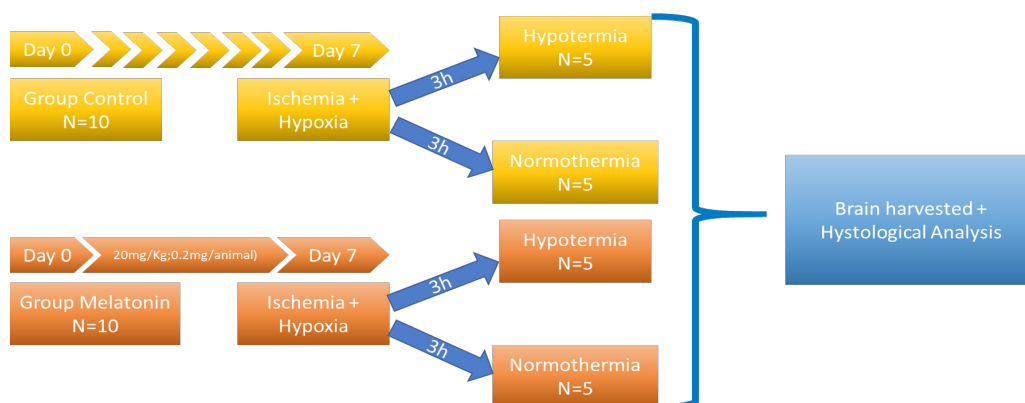 Day 0
Day 7
Group Control
N=10
Ischemia +
Hypoxia
3h
3h
Hypotermia
N=5
Normothermia
N=5
Day 0
20mg/Kg;0.2mg/animal)
Day 7
Group Melatonin
N=10
Ischemia +
Hypoxia
3h
3h
Hypotermia
N=5
Normothermia
N=5
Brain harvested +
Hystological Analysis